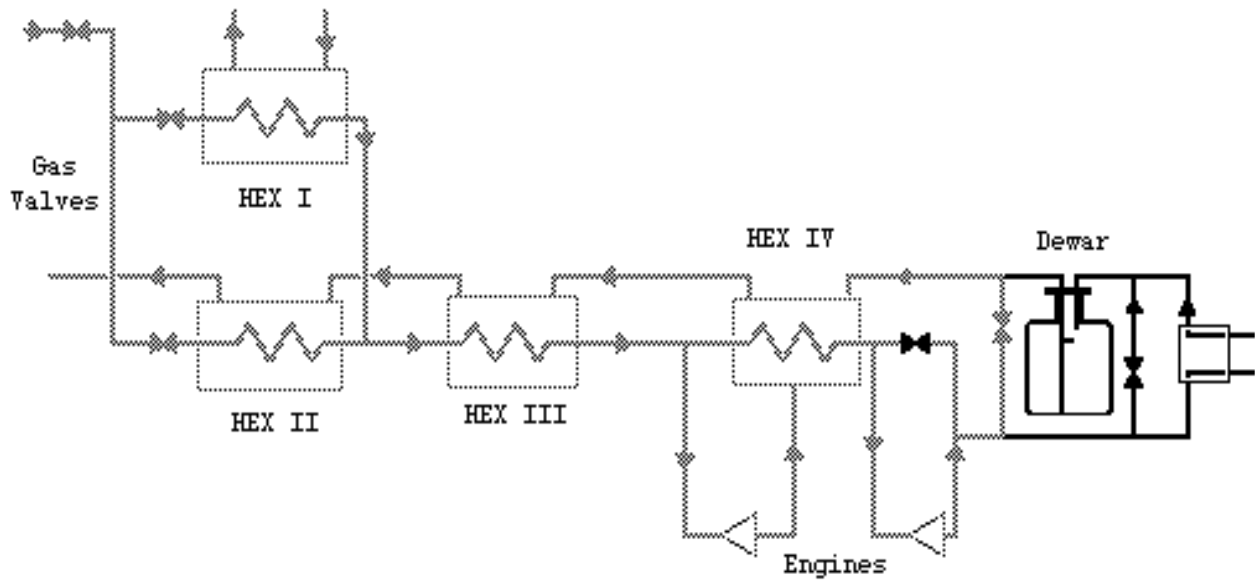 Gas
Valves
HEX I
HEX IV
Dewar
HEX II
HEX III
Engines